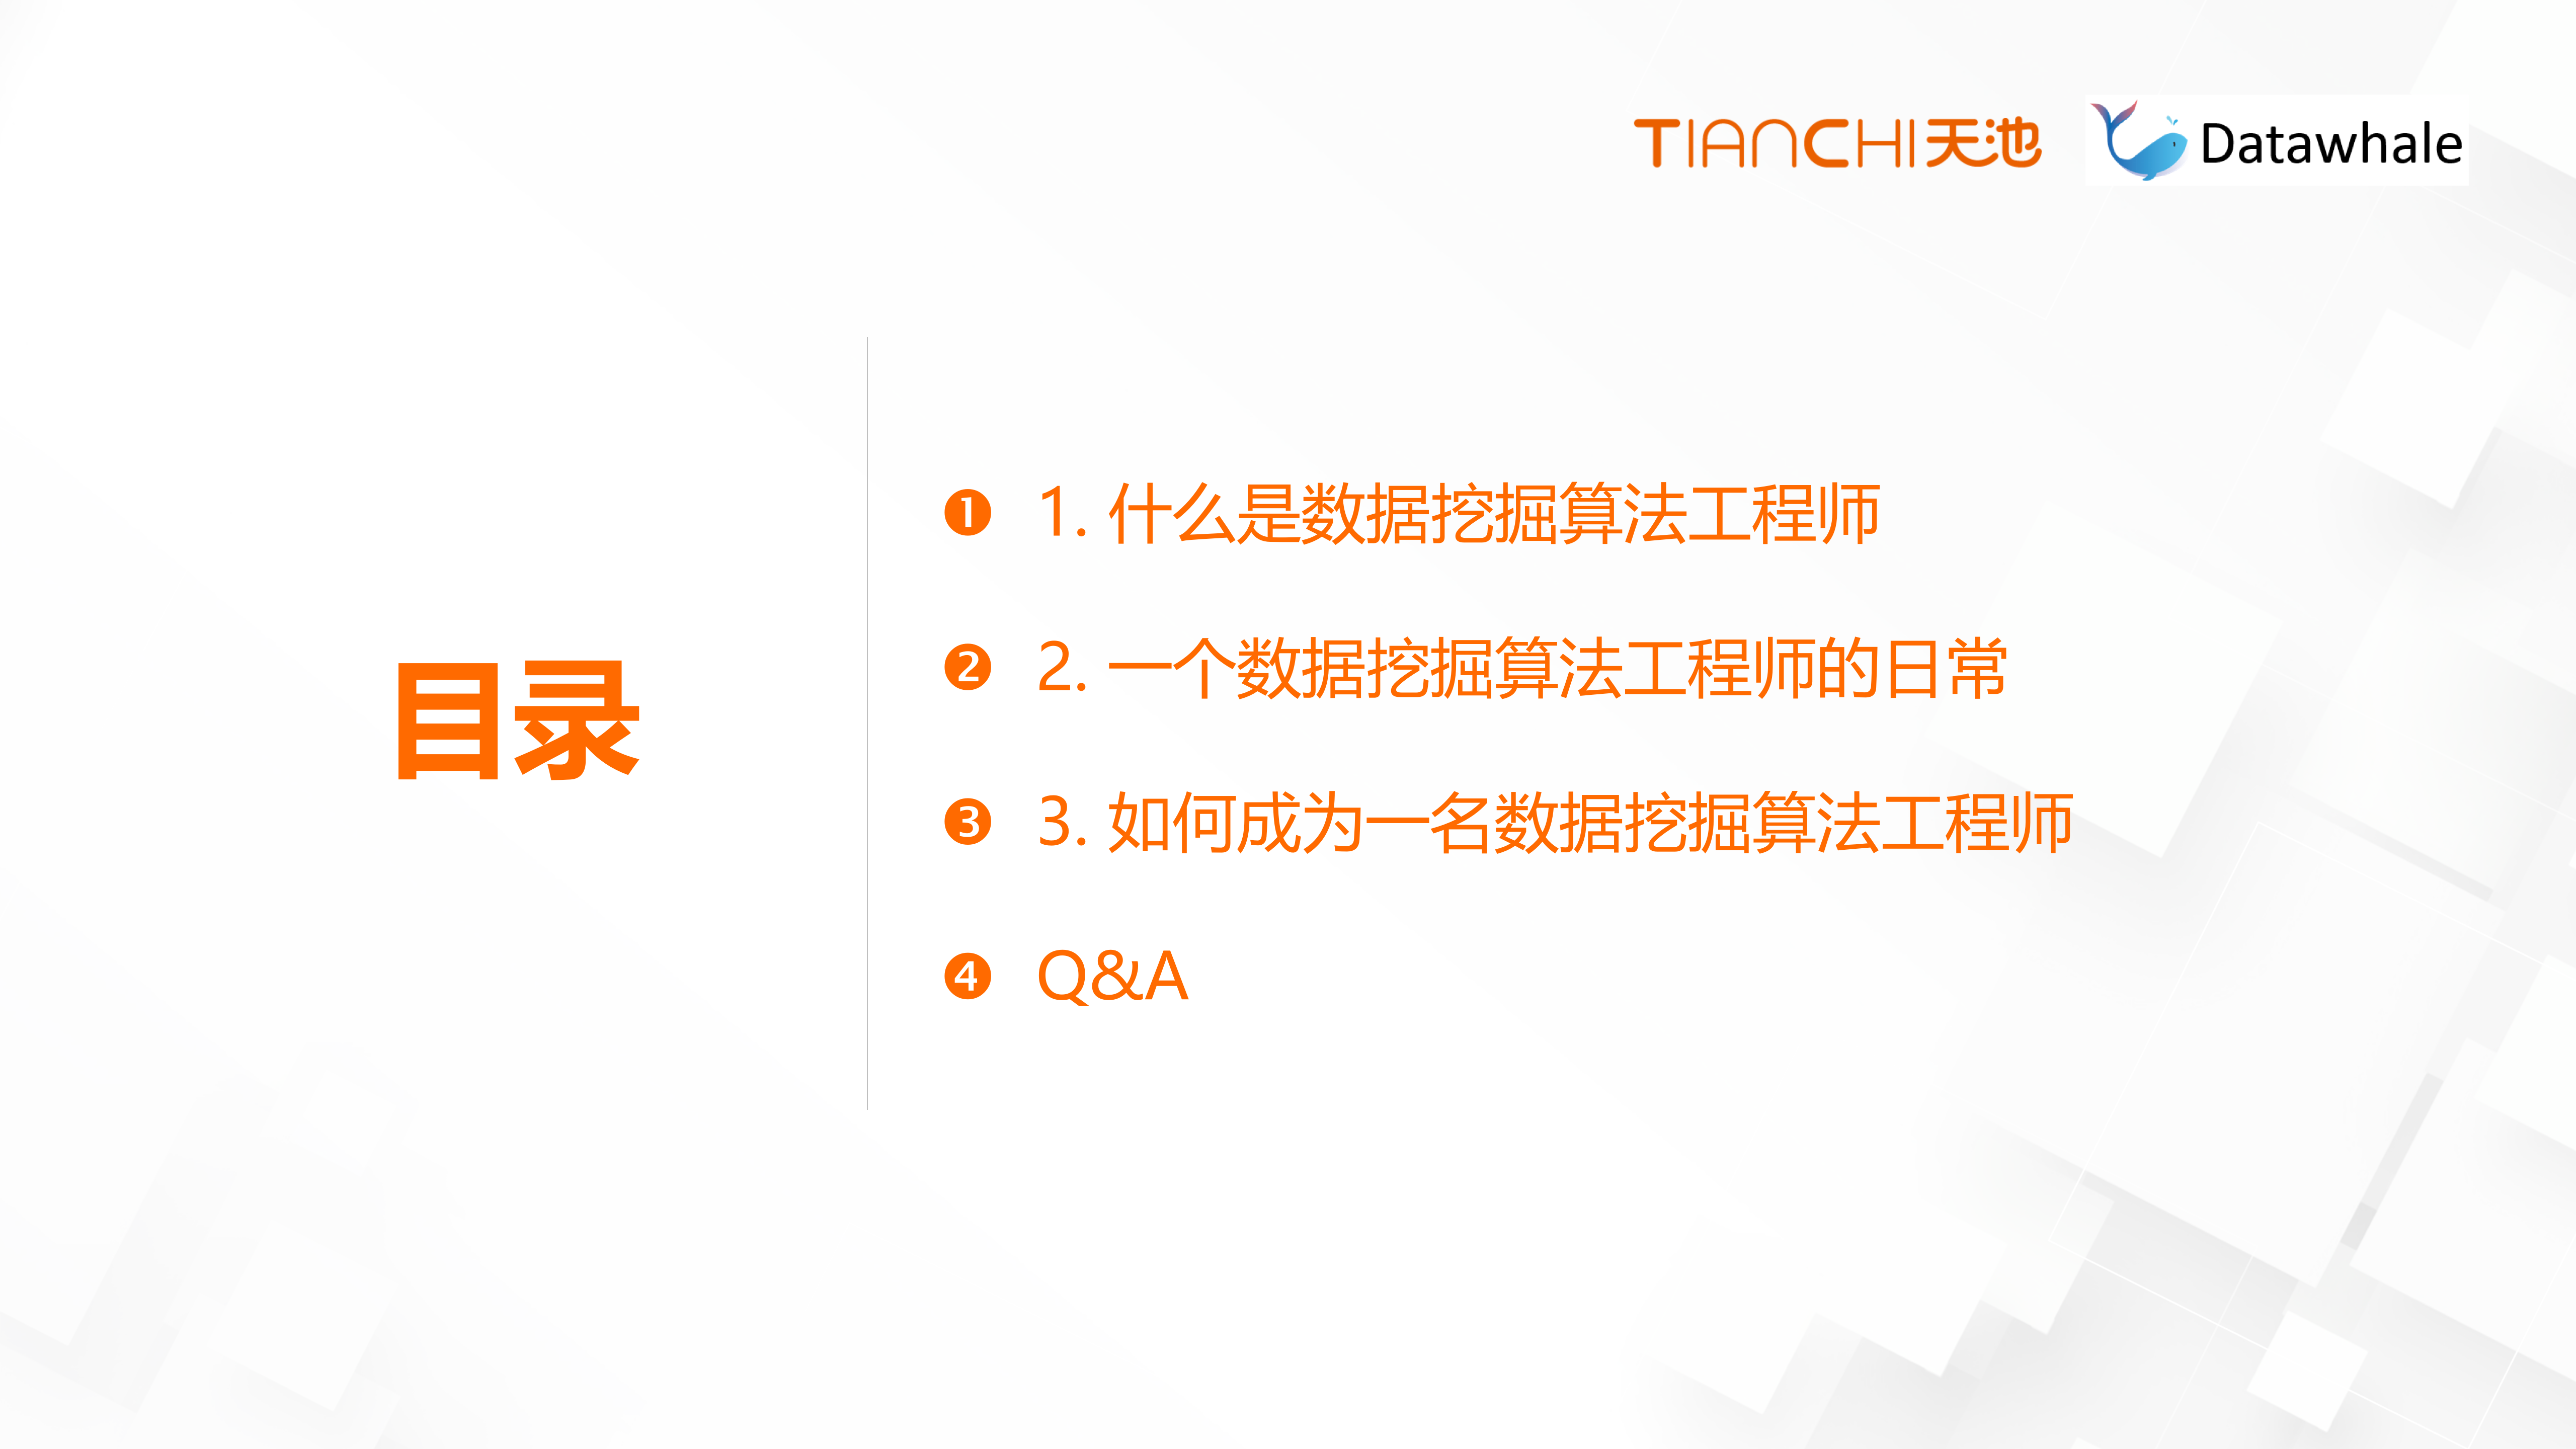 TIANCHI天池
Datawhale
目录
❶ 1. 什么是数据挖掘算法工程师
❷ 2. 一个数据挖掘算法工程师的日常
❸ 3. 如何成为一名数据挖掘算法工程师
❹ Q&A